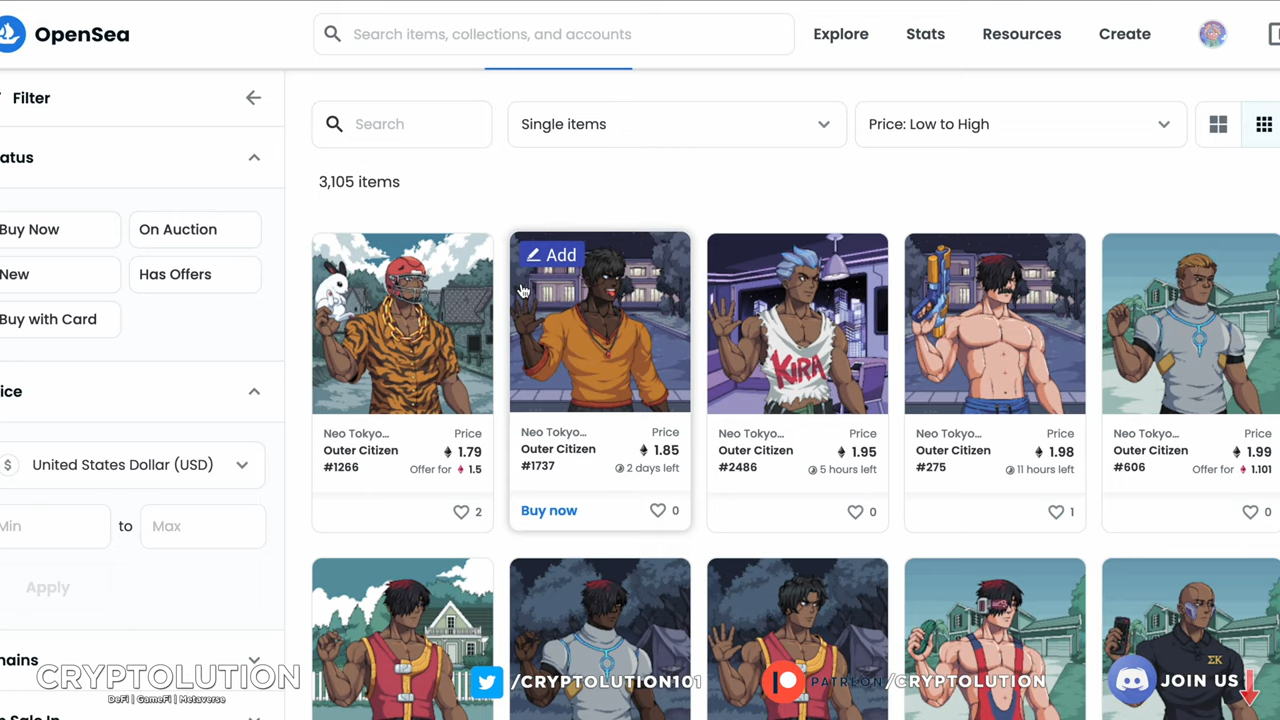 OpenSea
Search items, collections, and accounts
Explore
Stats
Resources
Create
Filter
Search
Single items
Price: Low to High
atus
3,105 items
Buy Now
On Auction
New
Has Offers
Buy with Card
Add
KIRA
ice
Neo Tokyo... Price
Outer Citizen 1.79
#1266 Offer for 1.5
2
Neo Tokyo... Price
Outer Citizen 1.85
#1737 2 days left
Buy now 0
Neo Tokyo... Price
Outer Citizen 1.95
#2486 5 hours left
0
Neo Tokyo... Price
Outer Citizen 1.98
#275 11 hours left
1
Neo Tokyo... Price
Outer Citizen 1.99
#606 Offer for 1.101
0
$ United States Dollar (USD)
Min to Max
Apply
hains
ΣΚ
CRYPTOLUTION
DeFi | GameFi | Metaverse
/CRYPTOLUTION101
PATREON/CRYPTOLUTION
JOIN US
n Sale In